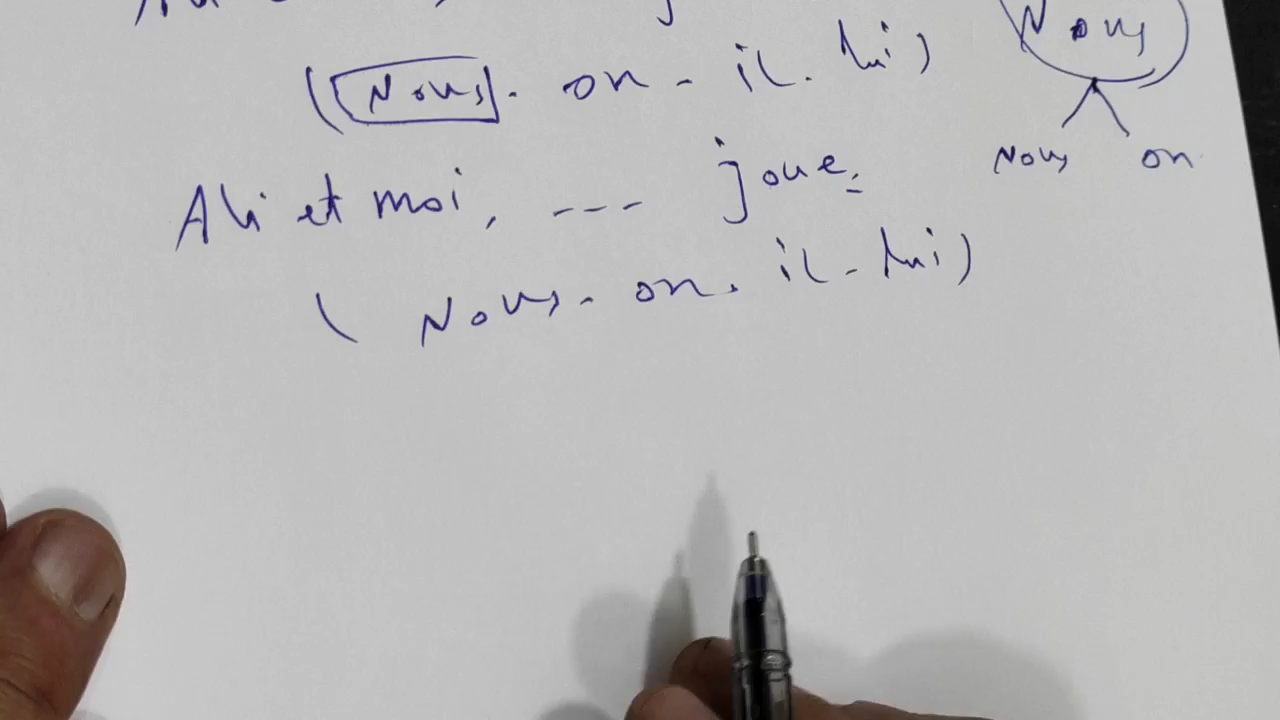 (Nous. on - il. lui)
Nous
Nous on
Ali et moi, --- joue.
( Nous - on. il - lui)